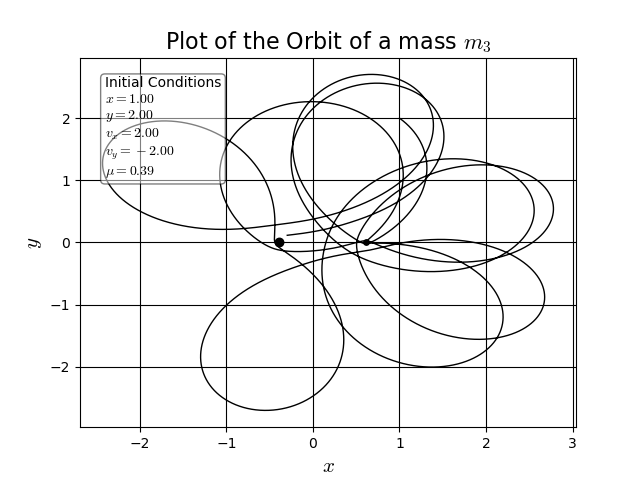 Plot of the Orbit of a mass m₃
Initial Conditions
x = 1.00
y = 2.00
vₓ = 2.00
v_y = −2.00
μ = 0.39
2
1
0
−1
−2
y
−2
−1
0
1
2
3
x